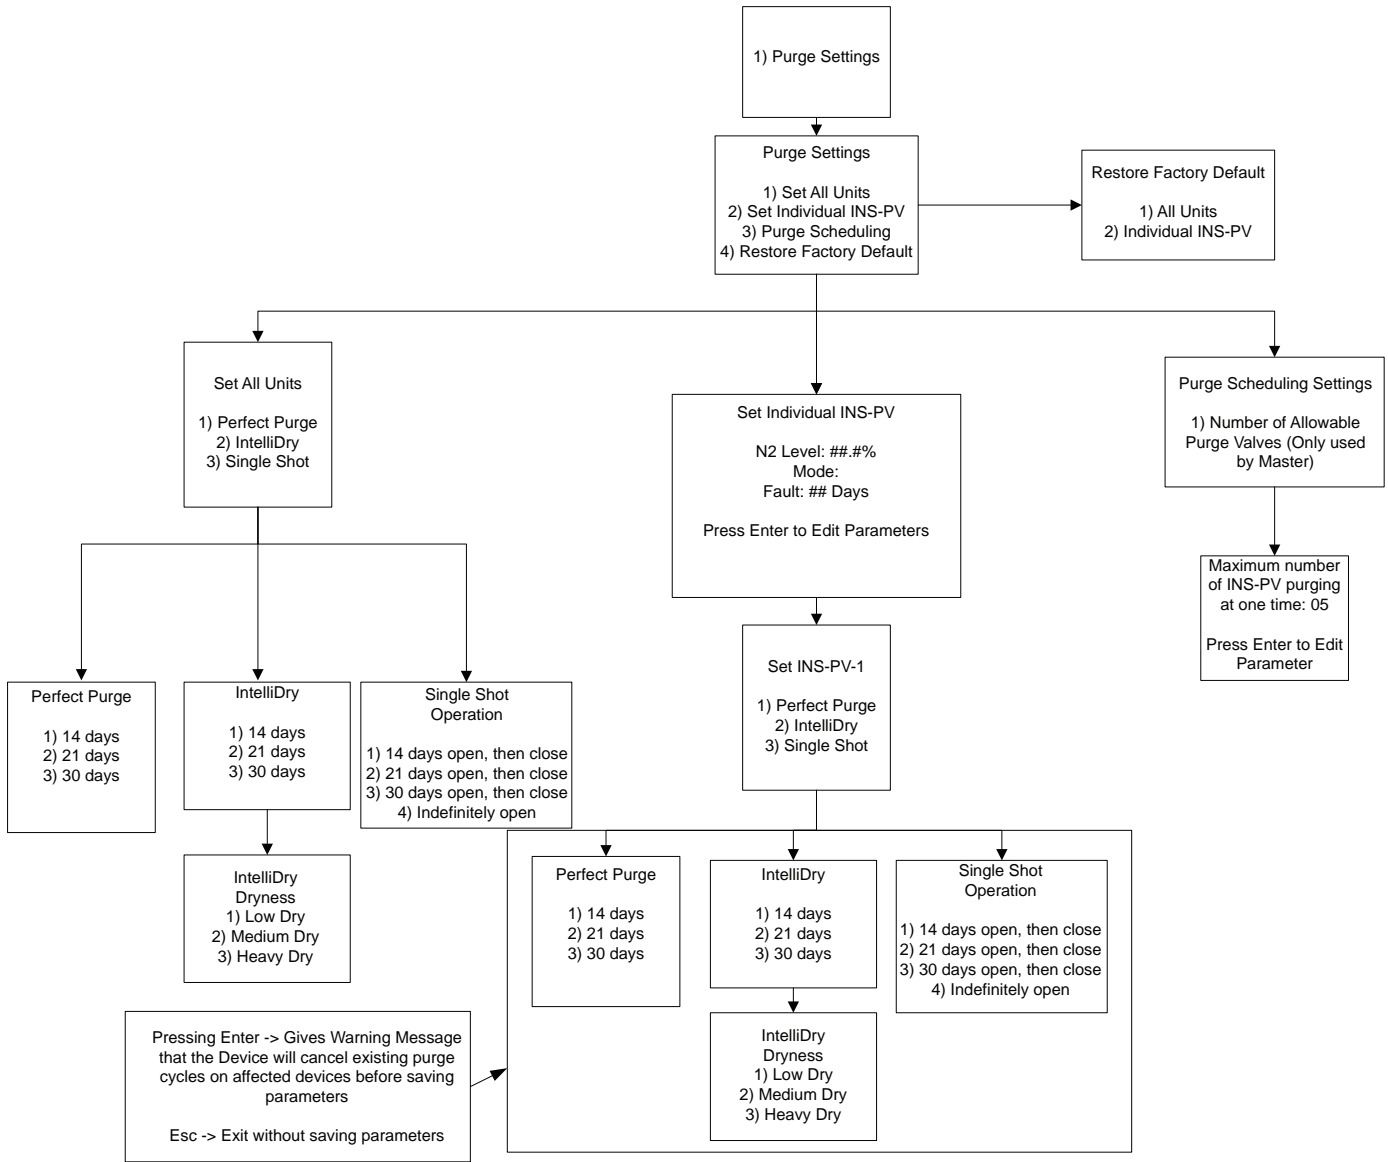 1) Purge Settings
Purge Settings
1) Set All Units
2) Set Individual INS-PV
3) Purge Scheduling
4) Restore Factory Default
Restore Factory Default
1) All Units
2) Individual INS-PV
Set All Units
1) Perfect Purge
2) IntelliDry
3) Single Shot
Set Individual INS-PV
N2 Level: ##.#%
Mode:
Fault: ## Days
Press Enter to Edit Parameters
Purge Scheduling Settings
1) Number of Allowable
Purge Valves (Only used
by Master)
Maximum number
of INS-PV purging
at one time: 05
Press Enter to Edit
Parameter
Set INS-PV-1
1) Perfect Purge
2) IntelliDry
3) Single Shot
Perfect Purge
1) 14 days
2) 21 days
3) 30 days
IntelliDry
1) 14 days
2) 21 days
3) 30 days
Single Shot
Operation
1) 14 days open, then close
2) 21 days open, then close
3) 30 days open, then close
4) Indefinitely open
IntelliDry
Dryness
1) Low Dry
2) Medium Dry
3) Heavy Dry
Perfect Purge
1) 14 days
2) 21 days
3) 30 days
IntelliDry
1) 14 days
2) 21 days
3) 30 days
Single Shot
Operation
1) 14 days open, then close
2) 21 days open, then close
3) 30 days open, then close
4) Indefinitely open
IntelliDry
Dryness
1) Low Dry
2) Medium Dry
3) Heavy Dry
Pressing Enter -> Gives Warning Message
that the Device will cancel existing purge
cycles on affected devices before saving
parameters
Esc -> Exit without saving parameters